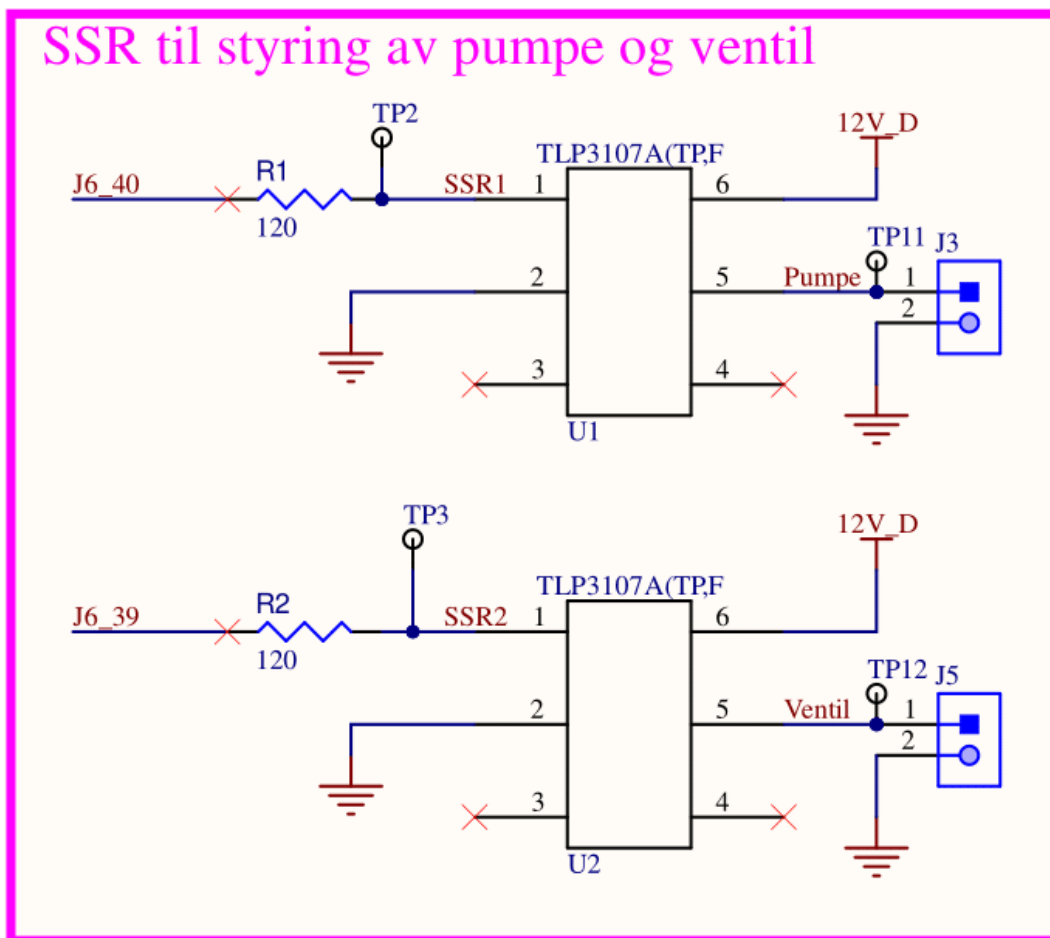 SSR til styring av pumpe og ventil
TP2
12V_D
TLP3107A(TP,F
J6_40
R1
SSR1
1
6
120
TP11
J3
2
5
Pumpe
1
2
3
4
U1
TP3
12V_D
TLP3107A(TP,F
J6_39
R2
SSR2
1
6
120
TP12
J5
2
5
Ventil
1
2
3
4
U2